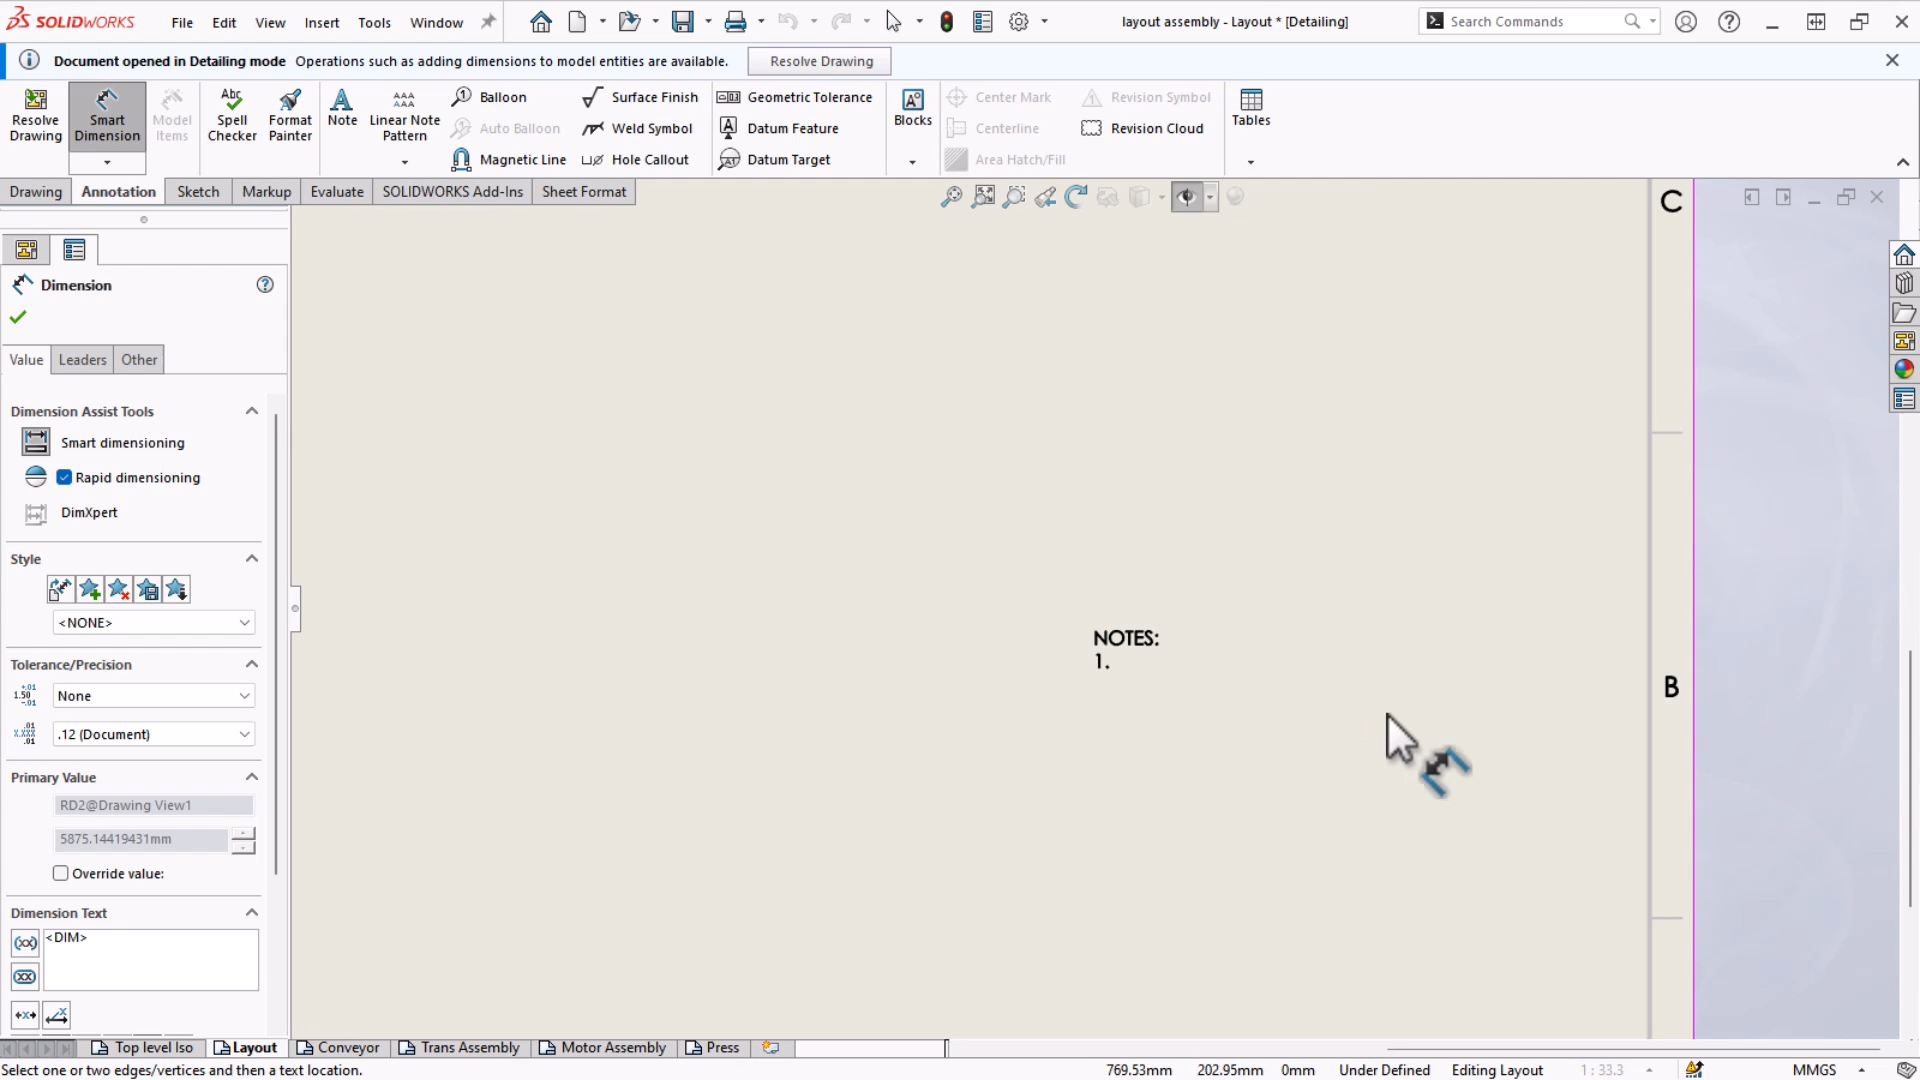 SOLIDWORKS File Edit View Insert Tools Window layout assembly - Layout * [Detailing] Search Commands
Document opened in Detailing mode Operations such as adding dimensions to model entities are available. Resolve Drawing
Resolve Drawing
Smart Dimension
Model Items
Abc
Spell Checker
Format Painter
Note
Linear Note Pattern
Balloon
Auto Balloon
Magnetic Line
Surface Finish
Weld Symbol
Hole Callout
Geometric Tolerance
Datum Feature
Datum Target
Blocks
Center Mark
Centerline
Area Hatch/Fill
Revision Symbol
Revision Cloud
Tables
Drawing Annotation Sketch Markup Evaluate SOLIDWORKS Add-Ins Sheet Format
C
Dimension
Value Leaders Other
Dimension Assist Tools
Smart dimensioning
Rapid dimensioning
DimXpert
Style
<NONE>
Tolerance/Precision
None
.12 (Document)
Primary Value
RD2@Drawing View1
5875.14419431mm
Override value:
Dimension Text
(xx) <DIM>
xx
NOTES:
1.
B
Top level Iso Layout Conveyor Trans Assembly Motor Assembly Press
Select one or two edges/vertices and then a text location. 769.53mm 202.95mm 0mm Under Defined Editing Layout 1 : 33.3 MMGS